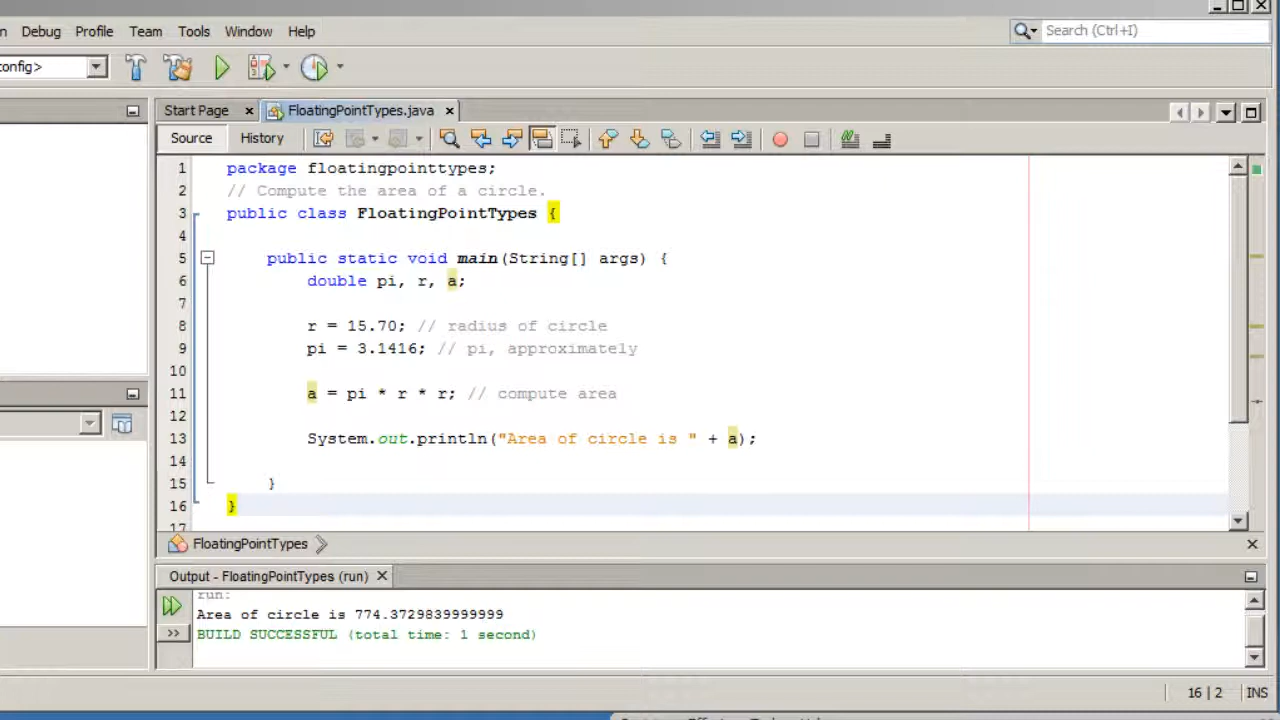 Debug Profile Team Tools Window Help
Search (Ctrl+I)
onfig>
Start Page FloatingPointTypes.java
Source History
1 package floatingpointtypes;
2 // Compute the area of a circle.
3 public class FloatingPointTypes {
4
5 public static void main(String[] args) {
6 double pi, r, a;
7
8 r = 15.70; // radius of circle
9 pi = 3.1416; // pi, approximately
10
11 a = pi * r * r; // compute area
12
13 System.out.println("Area of circle is " + a);
14
15 }
16 }
17
FloatingPointTypes
Output - FloatingPointTypes (run)
run:
Area of circle is 774.3729839999999
BUILD SUCCESSFUL (total time: 1 second)
16 | 2 INS